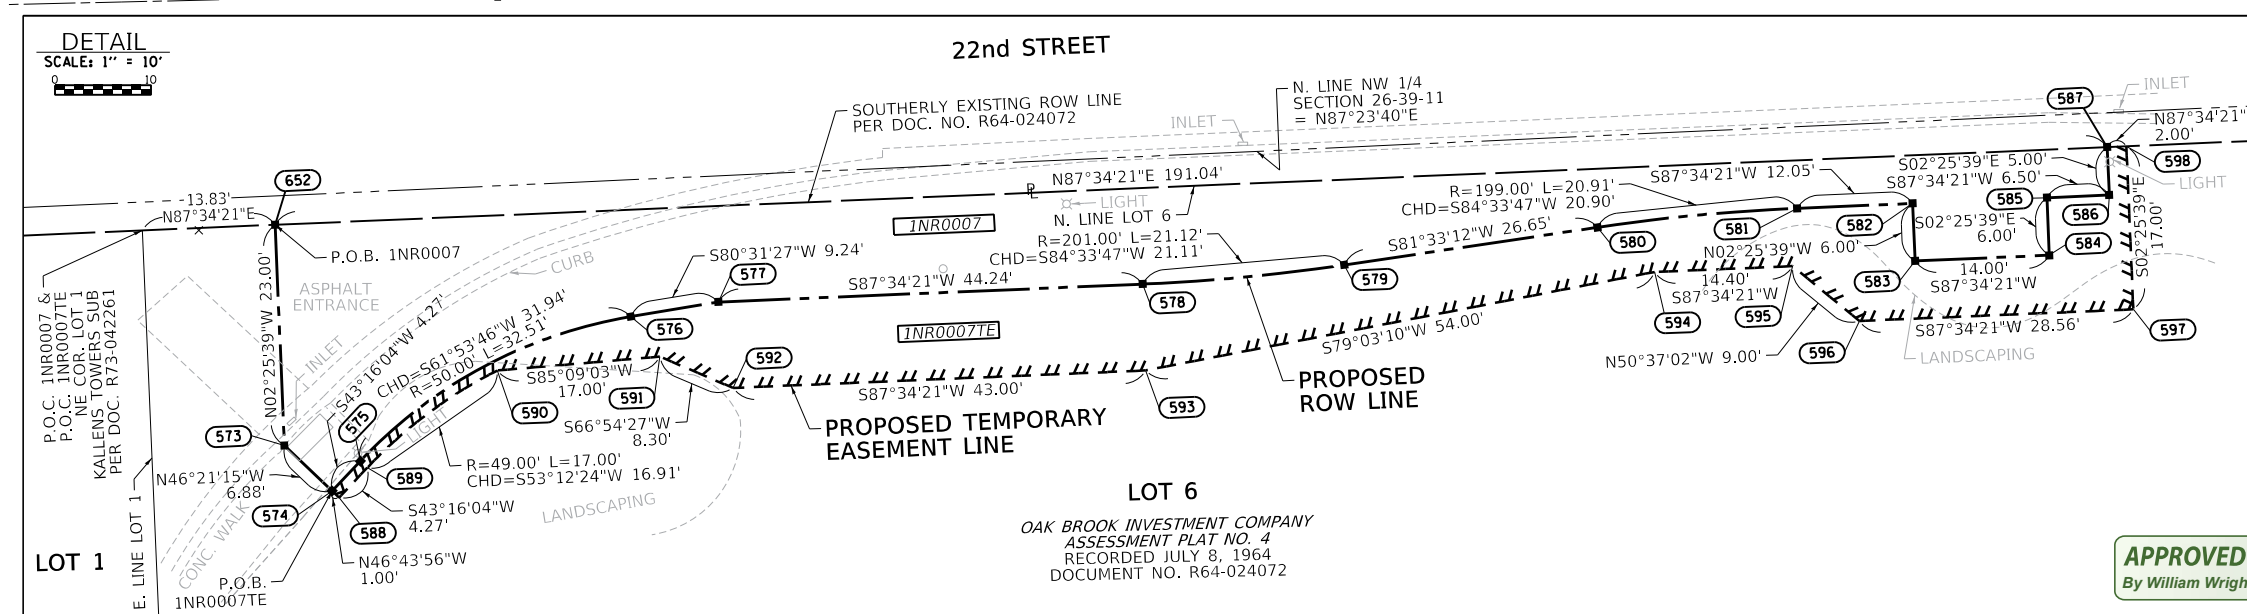 DETAIL
SCALE: 1" = 10'
0 10
22nd STREET
SOUTHERLY EXISTING ROW LINE
PER DOC. NO. R64-024072
N. LINE NW 1/4
SECTION 26-39-11
= N87°23'40"E
INLET
INLET
587
N87°34'21"
2.00'
598
652
13.83'
N87°34'21"E
P.O.B. 1NR0007
N87°34'21"E 191.04'
LIGHT
N. LINE LOT 6
1NR0007
R=199.00' L=20.91'
CHD=S84°33'47"W 20.90'
S87°34'21"W 12.05'
S02°25'39"E 5.00'
S87°34'21"W 6.50'
LIGHT
585
586
S02°25'39"E
17.00'
S02°25'39"E
6.00'
584
582
581
580
N02°25'39"W 6.00'
583
14.00'
S87°34'21"W
R=201.00' L=21.12'
CHD=S84°33'47"W 21.11'
S81°33'12"W 26.65'
579
578
S80°31'27"W 9.24'
577
S87°34'21"W 44.24'
576
CURB
ASPHALT
ENTRANCE
INLET
N02°25'39"W 23.00'
P.O.C. 1NR0007 &
P.O.C. 1NR0007TE
NE COR. LOT 1
KALLENS TOWERS SUB
PER DOC. R73-042261
S43°16'04"W 4.27'
CHD=S61°53'46"W 31.94'
R=50.00' L=32.51'
575
LIGHT
1NR0007TE
14.40'
S87°34'21"W
594
595
N50°37'02"W 9.00'
596
S87°34'21"W 28.56'
597
LANDSCAPING
S79°03'10"W 54.00'
593
592
S87°34'21"W 43.00'
S85°09'03"W
17.00'
590
591
S66°54'27"W
8.30'
PROPOSED
ROW LINE
PROPOSED TEMPORARY
EASEMENT LINE
573
N46°21'15"W
6.88'
574
589
R=49.00' L=17.00'
CHD=S53°12'24"W 16.91'
S43°16'04"W
4.27'
588
LANDSCAPING
N46°43'56"W
1.00'
CONC. WALK
P.O.B.
1NR0007TE
E. LINE LOT 1
LOT 1
LOT 6
OAK BROOK INVESTMENT COMPANY
ASSESSMENT PLAT NO. 4
RECORDED JULY 8, 1964
DOCUMENT NO. R64-024072
APPROVED
By William Wrigh